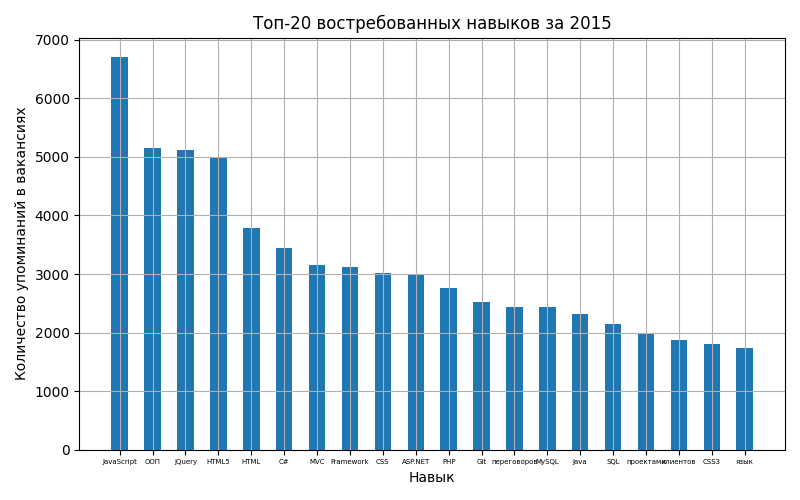 Топ-20 востребованных навыков за 2015
Количество упоминаний в вакансиях
7000
6000
5000
4000
3000
2000
1000
0
JavaScript ООП jQuery HTML5 HTML C# MVC Framework CSS ASP.NET PHP Git переговоров MySQL Java SQL проектами клиентов CSS3 язык
Навык